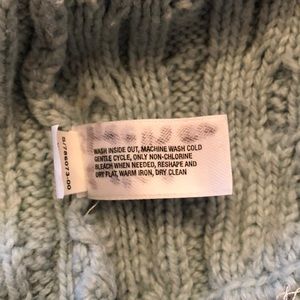 WASH INSIDE OUT, MACHINE WASH COLD
GENTLE CYCLE, ONLY NON-CHLORINE
BLEACH WHEN NEEDED, RESHAPE AND
DRY FLAT, WARM IRON, DRY CLEAN